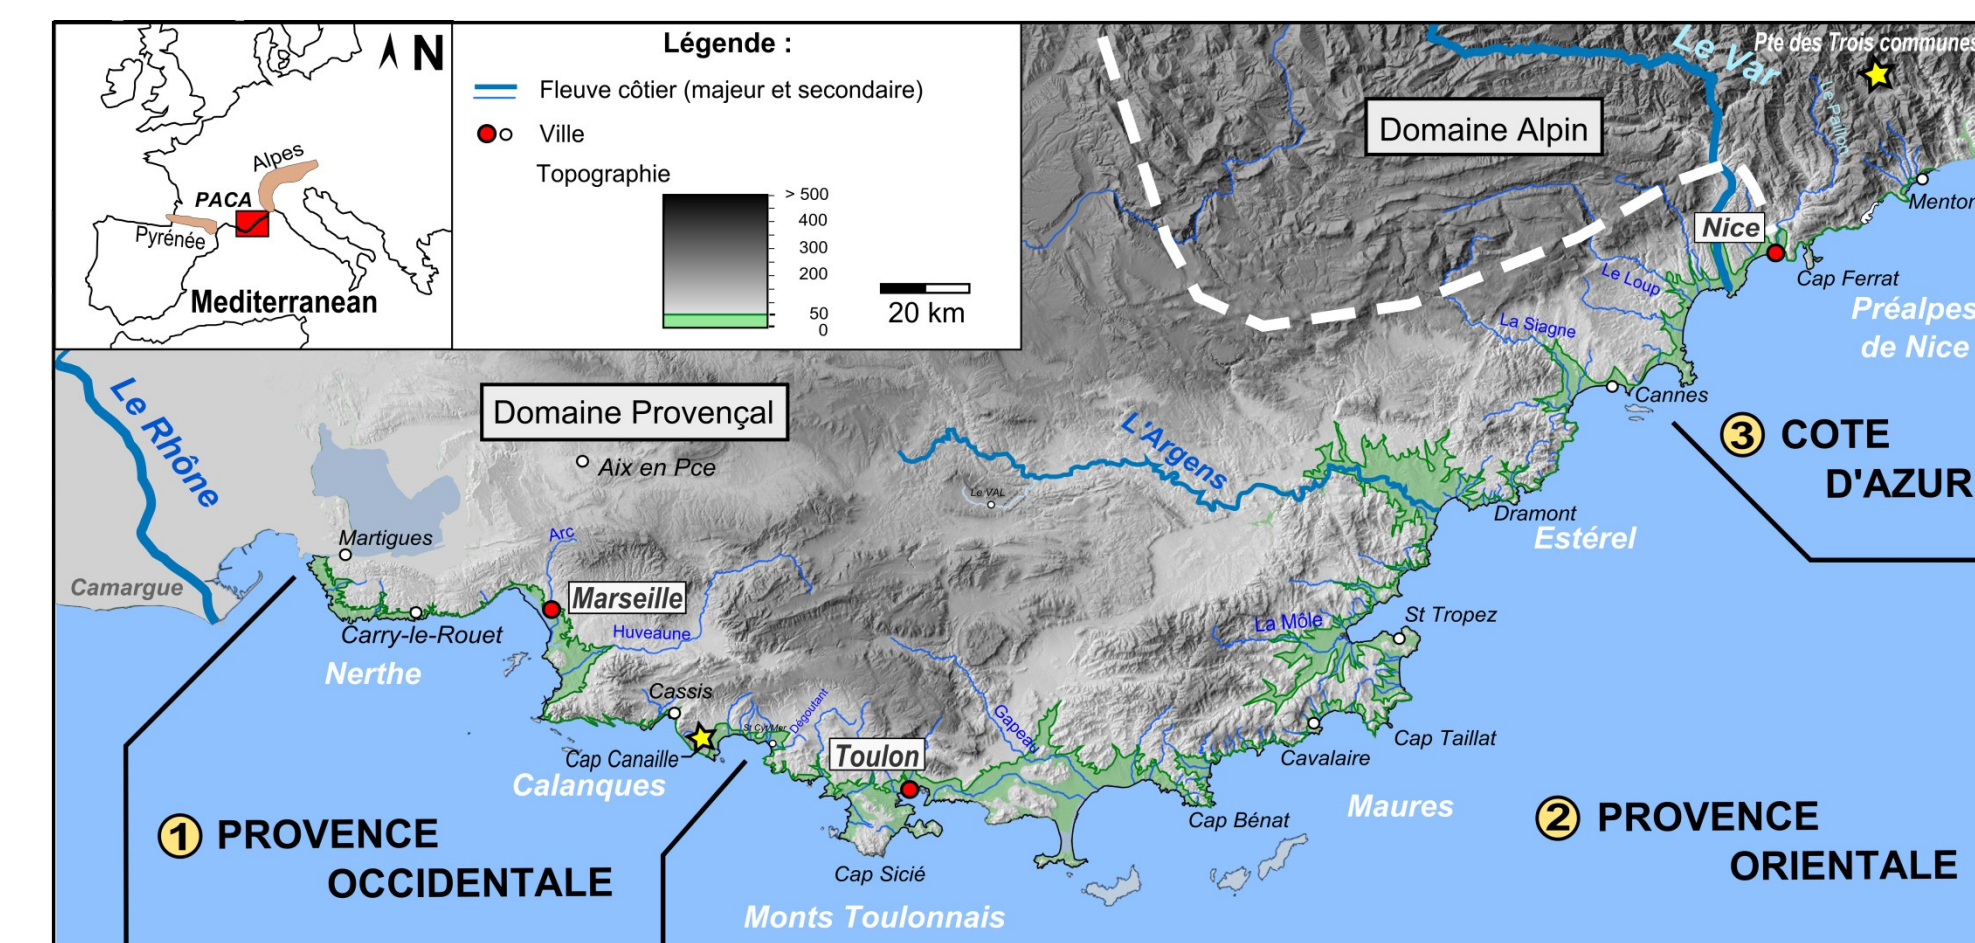 N
Alpes
PACA
Pyrénée
Mediterranean
Légende :
Fleuve côtier (majeur et secondaire)
Ville
Topographie
> 500
400
300
200
50
0
20 km
Le Var
Pte des Trois communes
Le Paillon
Domaine Alpin
Menton
Nice
Cap Ferrat
Le Loup
La Siagne
Préalpes
de Nice
Cannes
3 COTE
D'AZUR
Le Rhône
Domaine Provençal
Aix en Pce
L'Argens
Le VAL
Dramont
Estérel
Martigues
Arc
Camargue
Marseille
Carry-le-Rouet
Huveaune
Nerthe
La Môle
St Tropez
Cassis
St Cyr/Mer
Dégoutant
Gapeau
Cap Canaille
Calanques
Toulon
Cap Taillat
Cavalaire
Maures
Cap Bénat
1 PROVENCE
OCCIDENTALE
2 PROVENCE
ORIENTALE
Cap Sicié
Monts Toulonnais